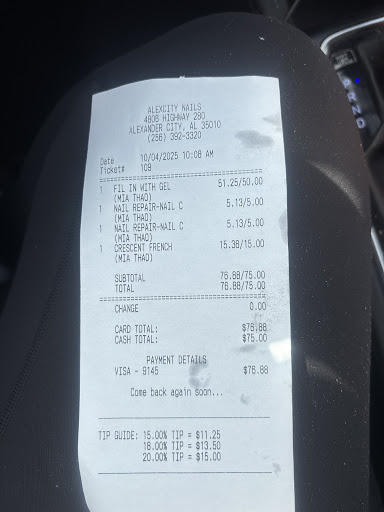 ALEXCITY NAILS
4808 HIGHWAY 280
ALEXANDER CITY, AL 35010
(256) 392-3320
Date 10/04/2025 10:08 AM
Ticket# 109
1 FIL IN WITH GEL 51.25/50.00
(MIA THAO)
1 NAIL REPAIR-NAIL C 5.13/5.00
(MIA THAO)
1 NAIL REPAIR-NAIL C 5.13/5.00
(MIA THAO)
1 CRESCENT FRENCH 15.38/15.00
(MIA THAO)
SUBTOTAL 76.88/75.00
TOTAL 76.88/75.00
CHANGE 0.00
CARD TOTAL: $76.88
CASH TOTAL: $75.00
PAYMENT DETAILS
VISA - 9145 $76.88
Come back again soon...
TIP GUIDE: 15.00% TIP = $11.25
18.00% TIP = $13.50
20.00% TIP = $15.00